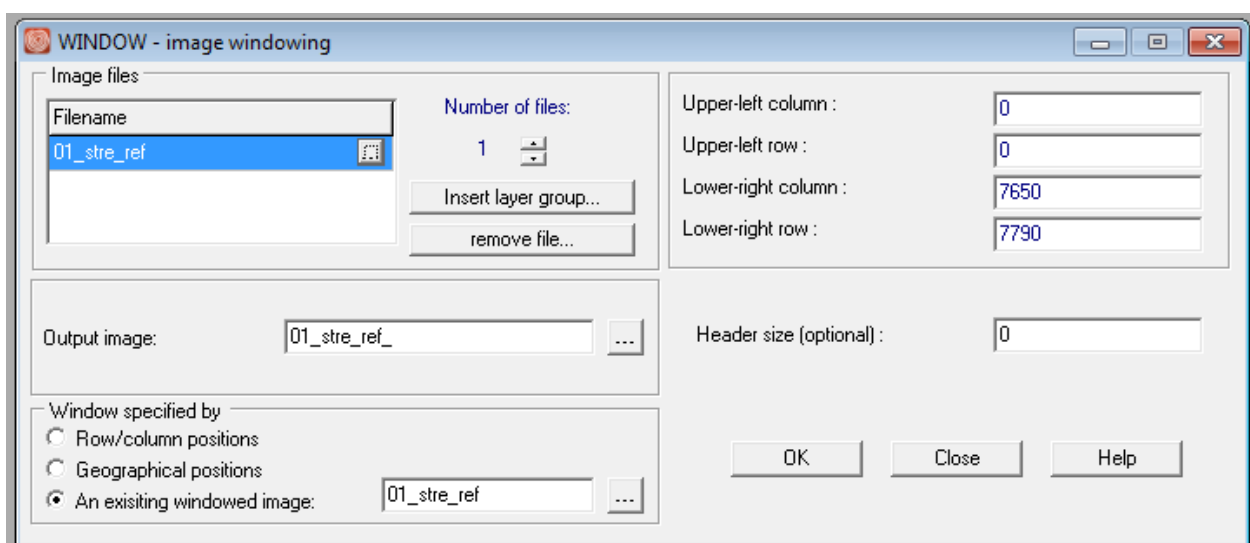 WINDOW - image windowing
Image files
Filename
01_stre_ref
Number of files:
1
Insert layer group...
remove file...
Upper-left column :
0
Upper-left row :
0
Lower-right column :
7650
Lower-right row :
7790
Output image:
01_stre_ref_
...
Header size (optional) :
0
Window specified by
Row/column positions
Geographical positions
An exisiting windowed image:
01_stre_ref
...
OK
Close
Help